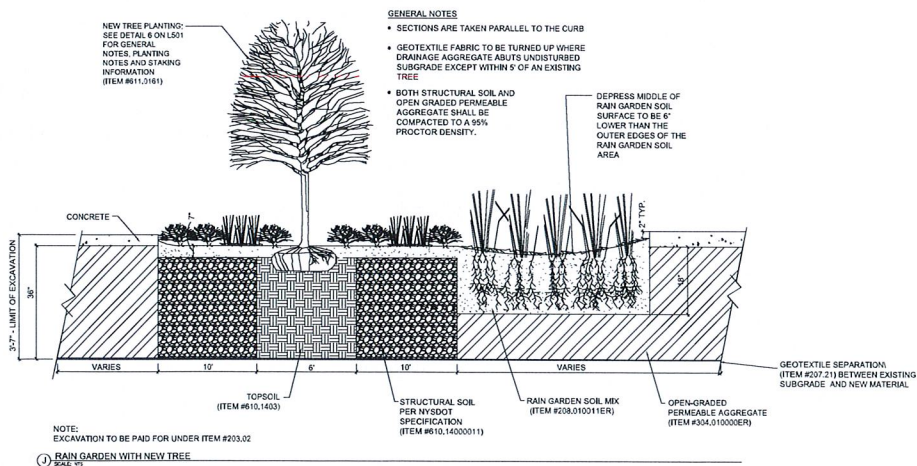 NEW TREE PLANTING:
SEE DETAIL 6 ON L501
FOR GENERAL
NOTES, PLANTING
NOTES AND STAKING
INFORMATION
(ITEM #611.0161)
GENERAL NOTES
• SECTIONS ARE TAKEN PARALLEL TO THE CURB
• GEOTEXTILE FABRIC TO BE TURNED UP WHERE
DRAINAGE AGGREGATE ABUTS UNDISTURBED
SUBGRADE EXCEPT WITHIN 5' OF AN EXISTING
TREE
• BOTH STRUCTURAL SOIL AND
OPEN GRADED PERMEABLE
AGGREGATE SHALL BE
COMPACTED TO A 95%
PROCTOR DENSITY.
DEPRESS MIDDLE OF
RAIN GARDEN SOIL
SURFACE TO BE 6"
LOWER THAN THE
OUTER EDGES OF THE
RAIN GARDEN SOIL
AREA
CONCRETE
7"
2" TYP.
3'-7" - LIMIT OF EXCAVATION
36"
18"
VARIES
10'
6'
10'
VARIES
GEOTEXTILE SEPARATION
(ITEM #207.21) BETWEEN EXISTING
SUBGRADE AND NEW MATERIAL
TOPSOIL
(ITEM #610.1403)
STRUCTURAL SOIL
PER NYSDOT
SPECIFICATION
(ITEM #610.14000011)
RAIN GARDEN SOIL MIX
(ITEM #208.010011ER)
OPEN-GRADED
PERMEABLE AGGREGATE
(ITEM #304.010000ER)
NOTE:
EXCAVATION TO BE PAID FOR UNDER ITEM #203.02
J RAIN GARDEN WITH NEW TREE
SCALE: NTS